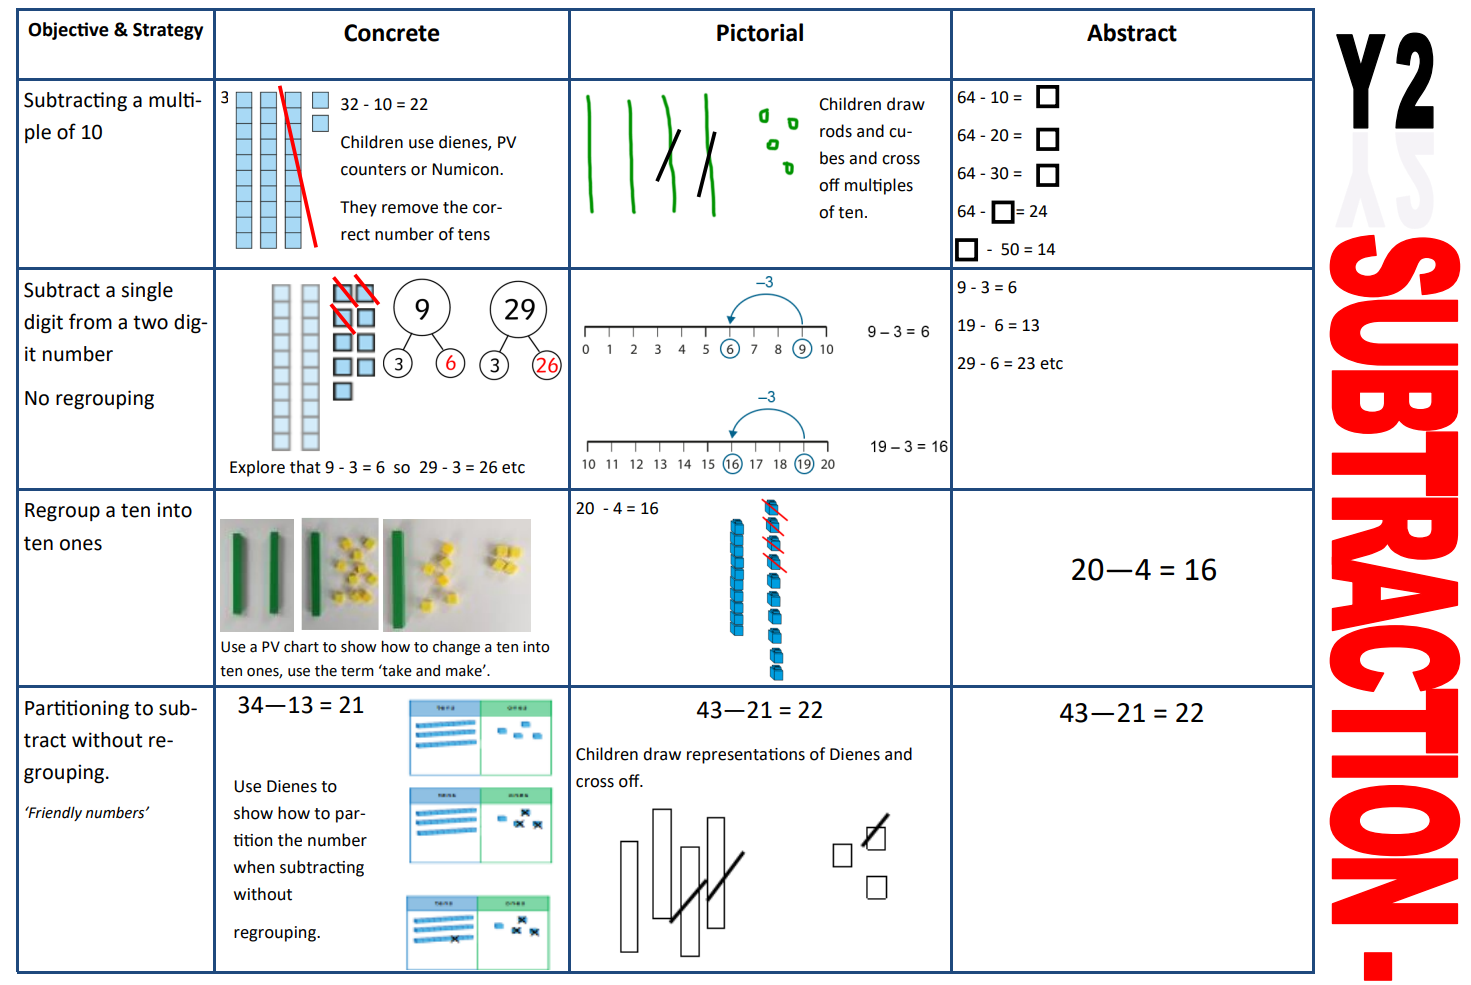 Objective & Strategy
Concrete
Pictorial
Abstract
Subtracting a multi-
ple of 10
3
32 - 10 = 22
Children use dienes, PV
counters or Numicon.
They remove the cor-
rect number of tens
Children draw
rods and cu-
bes and cross
off multiples
of ten.
64 - 10 =
64 - 20 =
64 - 30 =
64 - = 24
- 50 = 14
Subtract a single
digit from a two dig-
it number
No regrouping
9
3
6
29
3
26
Explore that 9 - 3 = 6 so 29 - 3 = 26 etc
–3
0 1 2 3 4 5 6 7 8 9 10
9 – 3 = 6
–3
10 11 12 13 14 15 16 17 18 19 20
19 – 3 = 16
9 - 3 = 6
19 - 6 = 13
29 - 6 = 23 etc
Regroup a ten into
ten ones
Use a PV chart to show how to change a ten into
ten ones, use the term ‘take and make’.
20 - 4 = 16
20—4 = 16
Partitioning to sub-
tract without re-
grouping.
‘Friendly numbers’
34—13 = 21
Use Dienes to
show how to par-
tition the number
when subtracting
without
regrouping.
Tens Ones
Tens Ones
Tens Ones
43—21 = 22
Children draw representations of Dienes and
cross off.
43—21 = 22
Y2
SUBTRACTION.